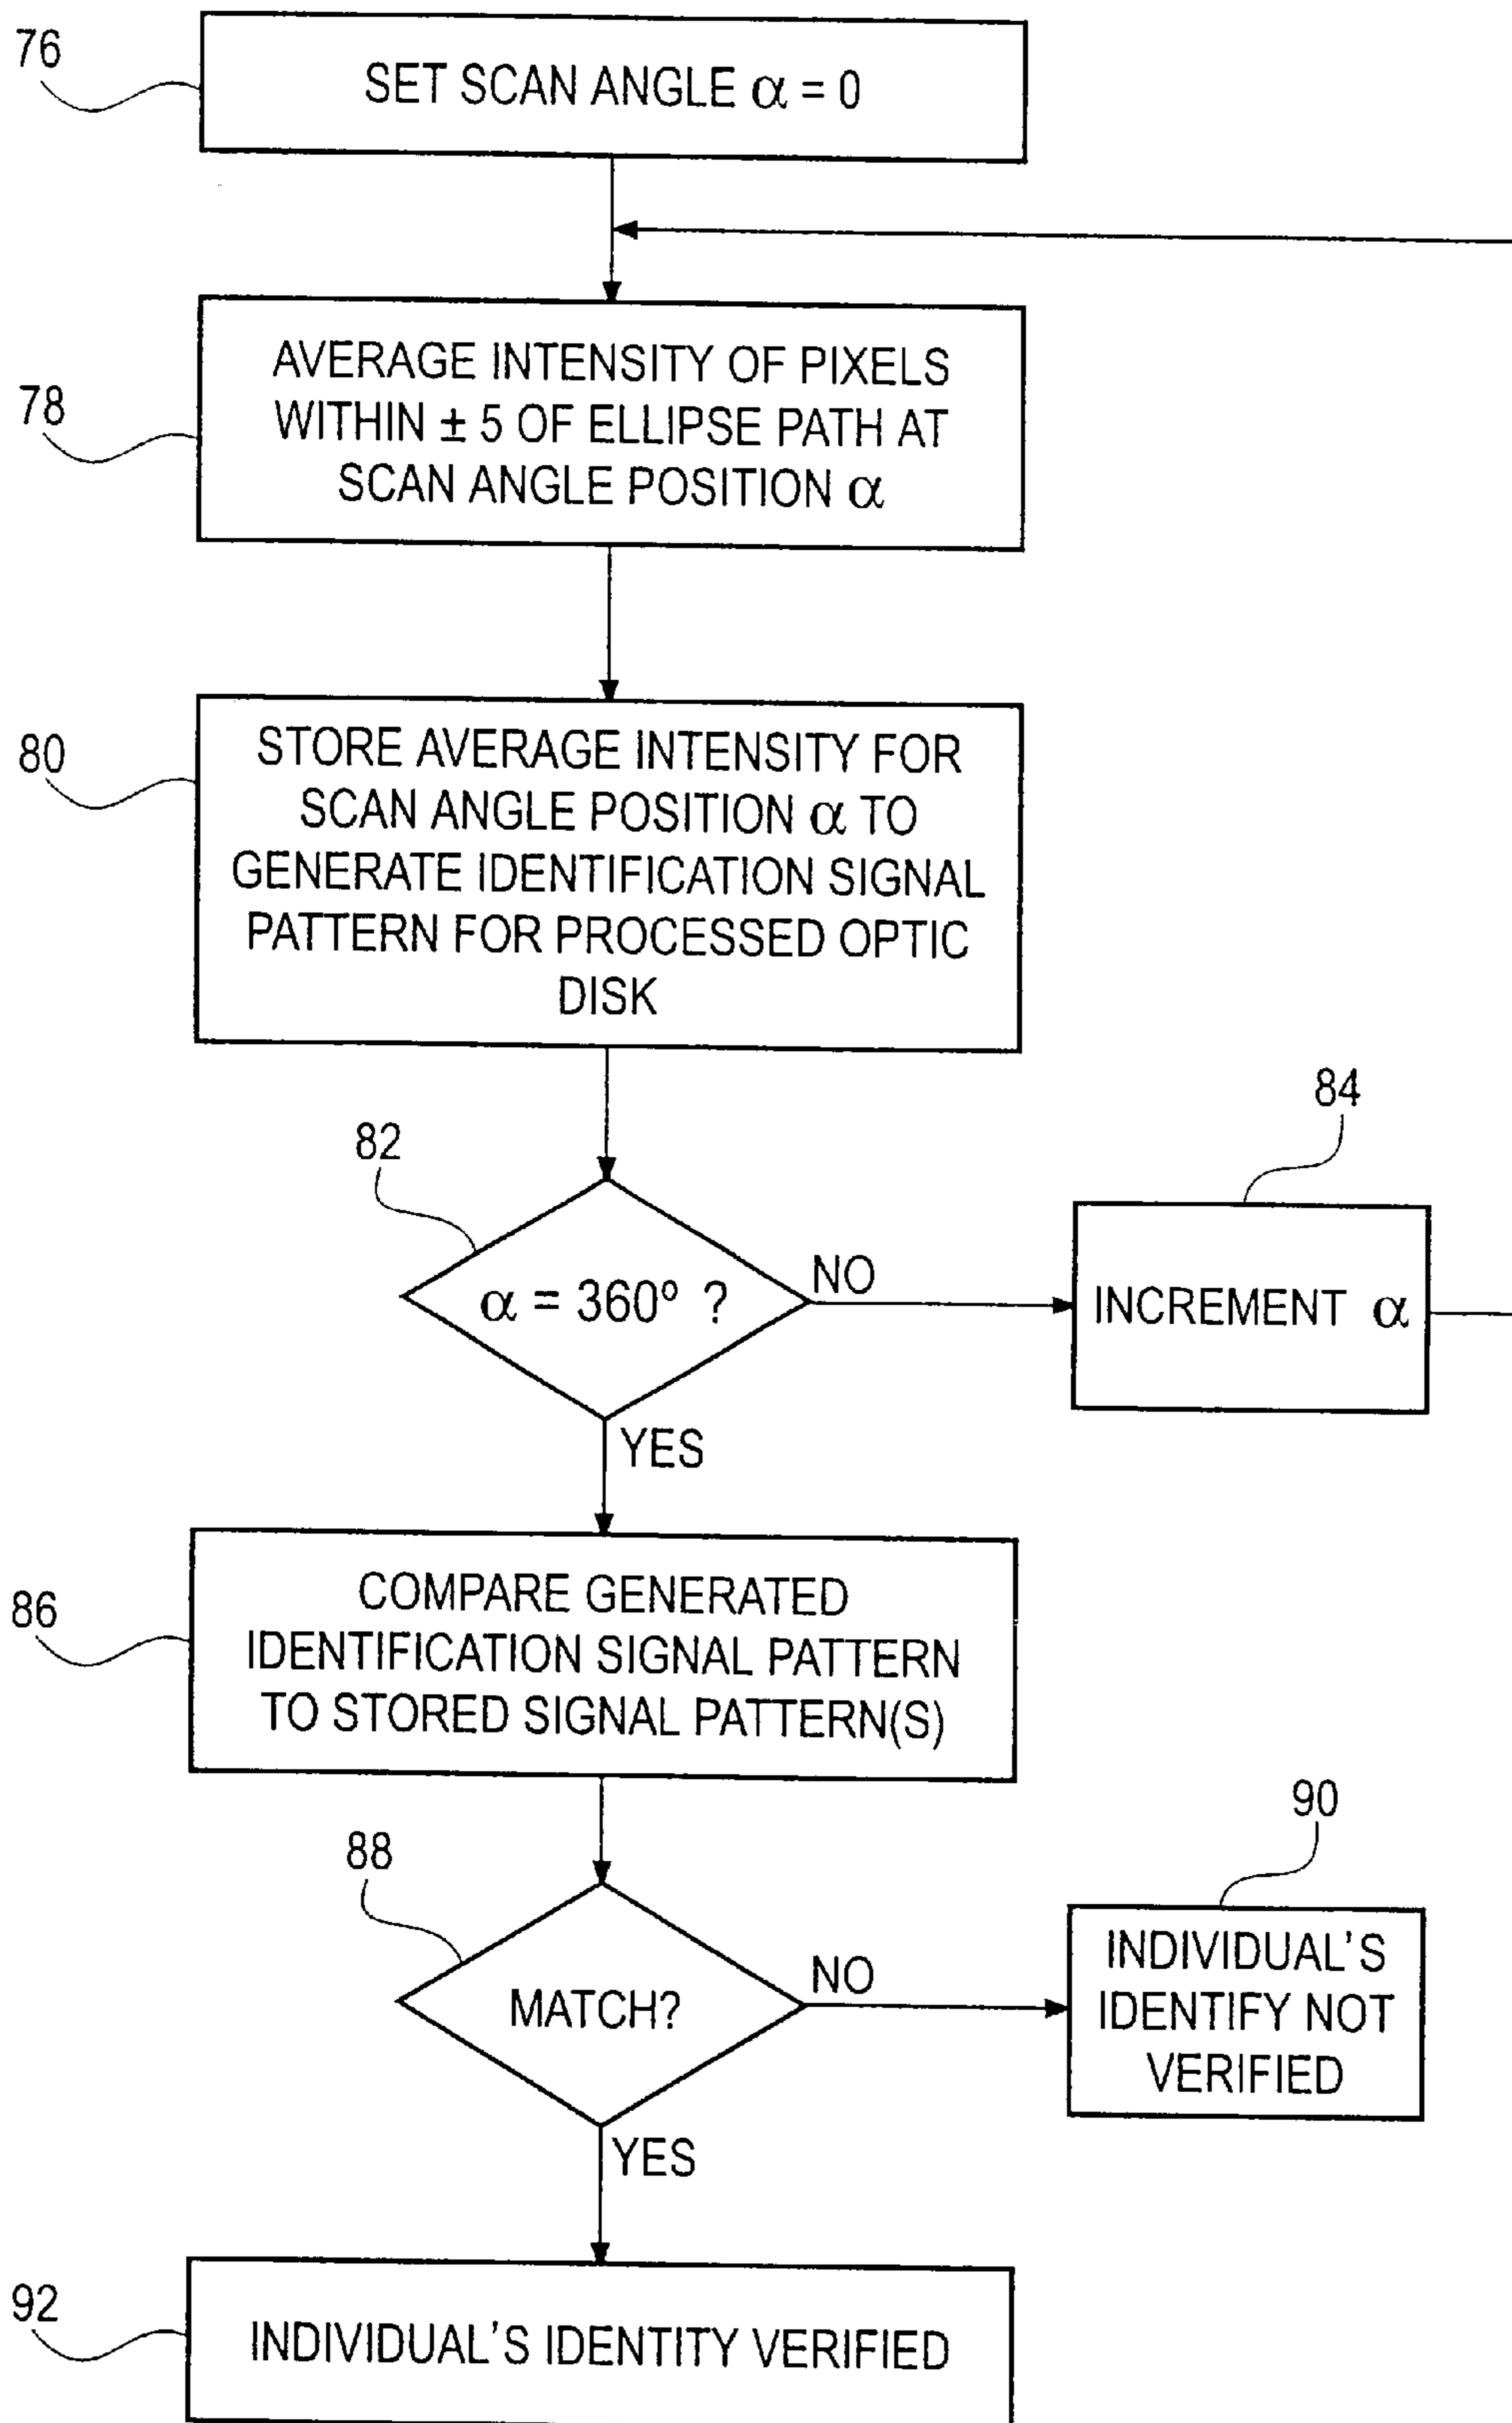 76
SET SCAN ANGLE α = 0
78
AVERAGE INTENSITY OF PIXELS
WITHIN ± 5 OF ELLIPSE PATH AT
SCAN ANGLE POSITION α
80
STORE AVERAGE INTENSITY FOR
SCAN ANGLE POSITION α TO
GENERATE IDENTIFICATION SIGNAL
PATTERN FOR PROCESSED OPTIC
DISK
82
α = 360º ?
NO
84
INCREMENT α
YES
86
COMPARE GENERATED
IDENTIFICATION SIGNAL PATTERN
TO STORED SIGNAL PATTERN(S)
88
MATCH?
NO
90
INDIVIDUAL'S
IDENTIFY NOT
VERIFIED
YES
92
INDIVIDUAL'S IDENTITY VERIFIED